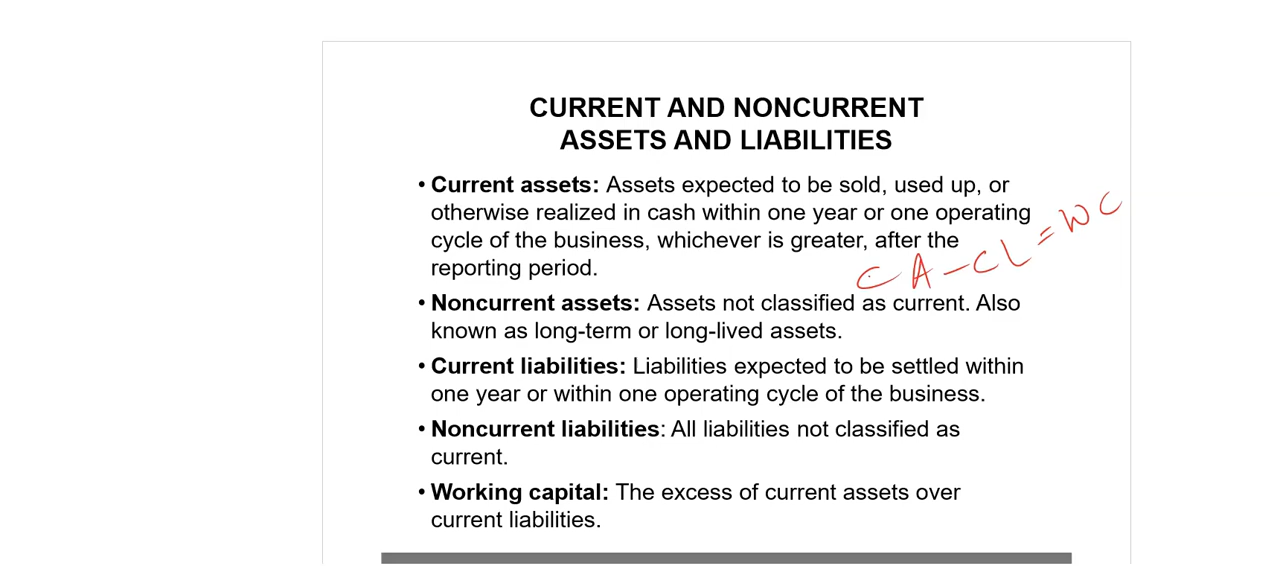 CURRENT AND NONCURRENT
ASSETS AND LIABILITIES
• Current assets: Assets expected to be sold, used up, or
otherwise realized in cash within one year or one operating
cycle of the business, whichever is greater, after the
reporting period.
CA - CL = WC
• Noncurrent assets: Assets not classified as current. Also
known as long-term or long-lived assets.
• Current liabilities: Liabilities expected to be settled within
one year or within one operating cycle of the business.
• Noncurrent liabilities: All liabilities not classified as
current.
• Working capital: The excess of current assets over
current liabilities.